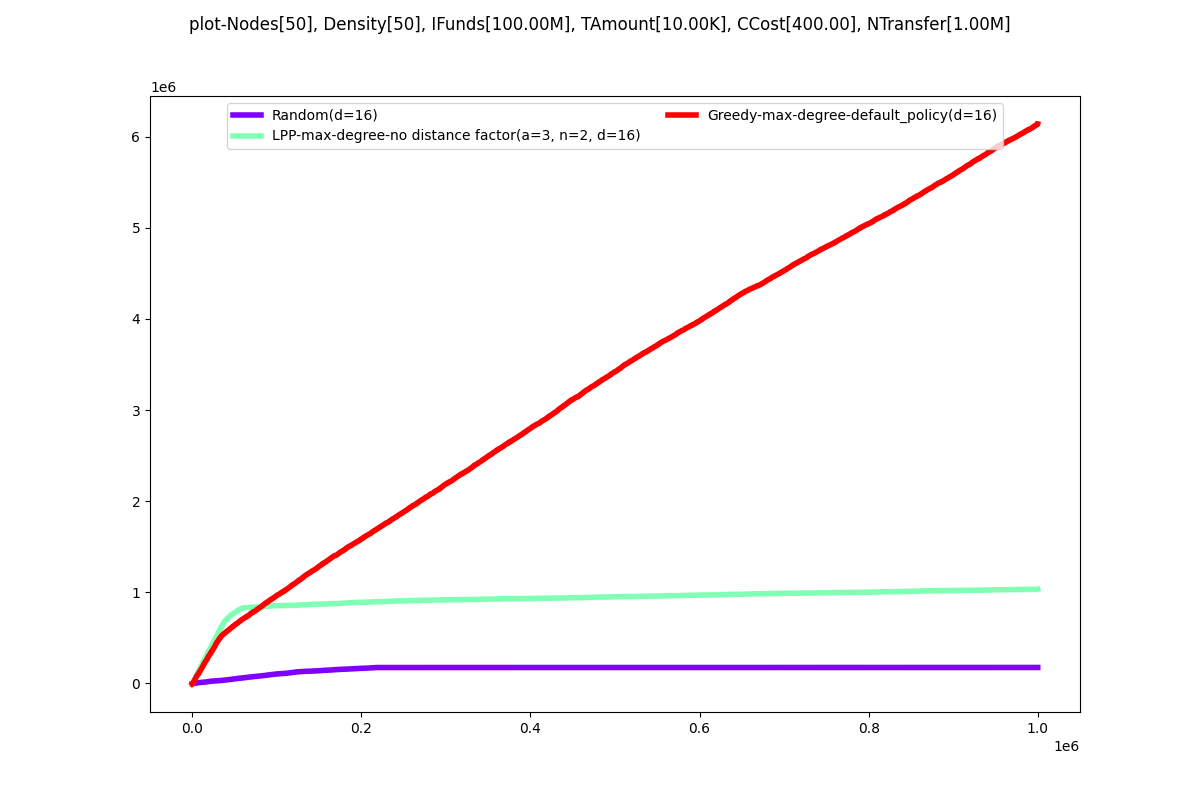 plot-Nodes[50], Density[50], IFunds[100.00M], TAmount[10.00K], CCost[400.00], NTransfer[1.00M]
1e6
Random(d=16)
LPP-max-degree-no distance factor(a=3, n=2, d=16)
Greedy-max-degree-default_policy(d=16)
6
5
4
3
2
1
0
0.0 0.2 0.4 0.6 0.8 1.0
1e6